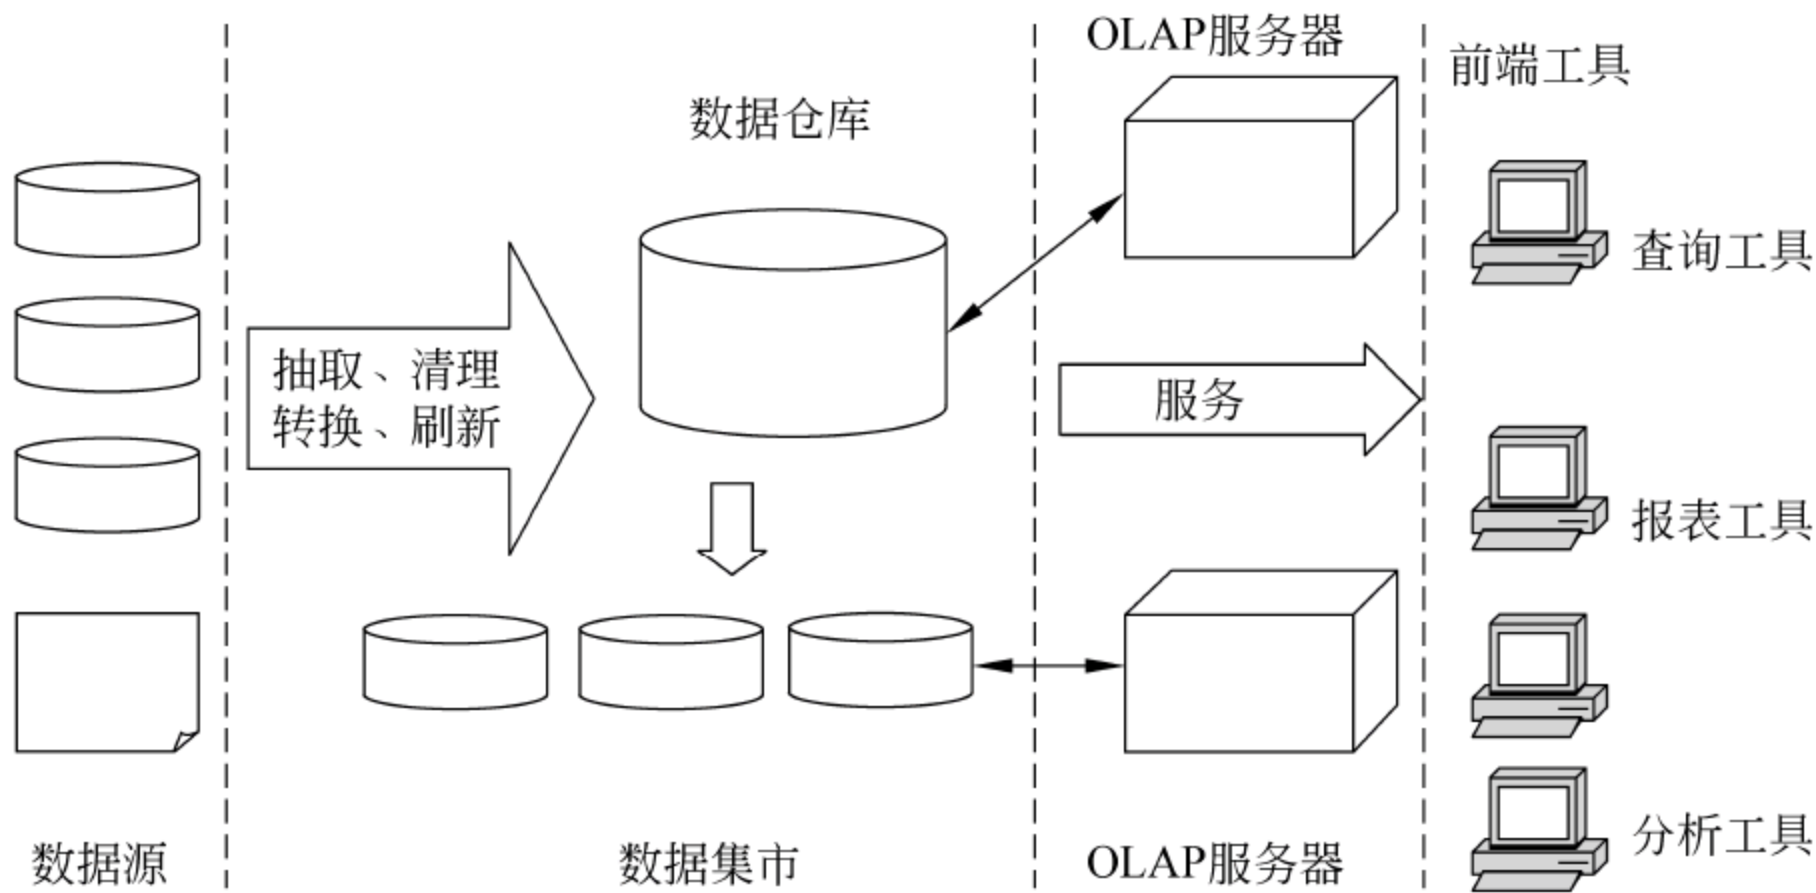 OLAP服务器
前端工具
数据仓库
查询工具
抽取、清理
转换、刷新
服务
报表工具
分析工具
数据源
数据集市
OLAP服务器